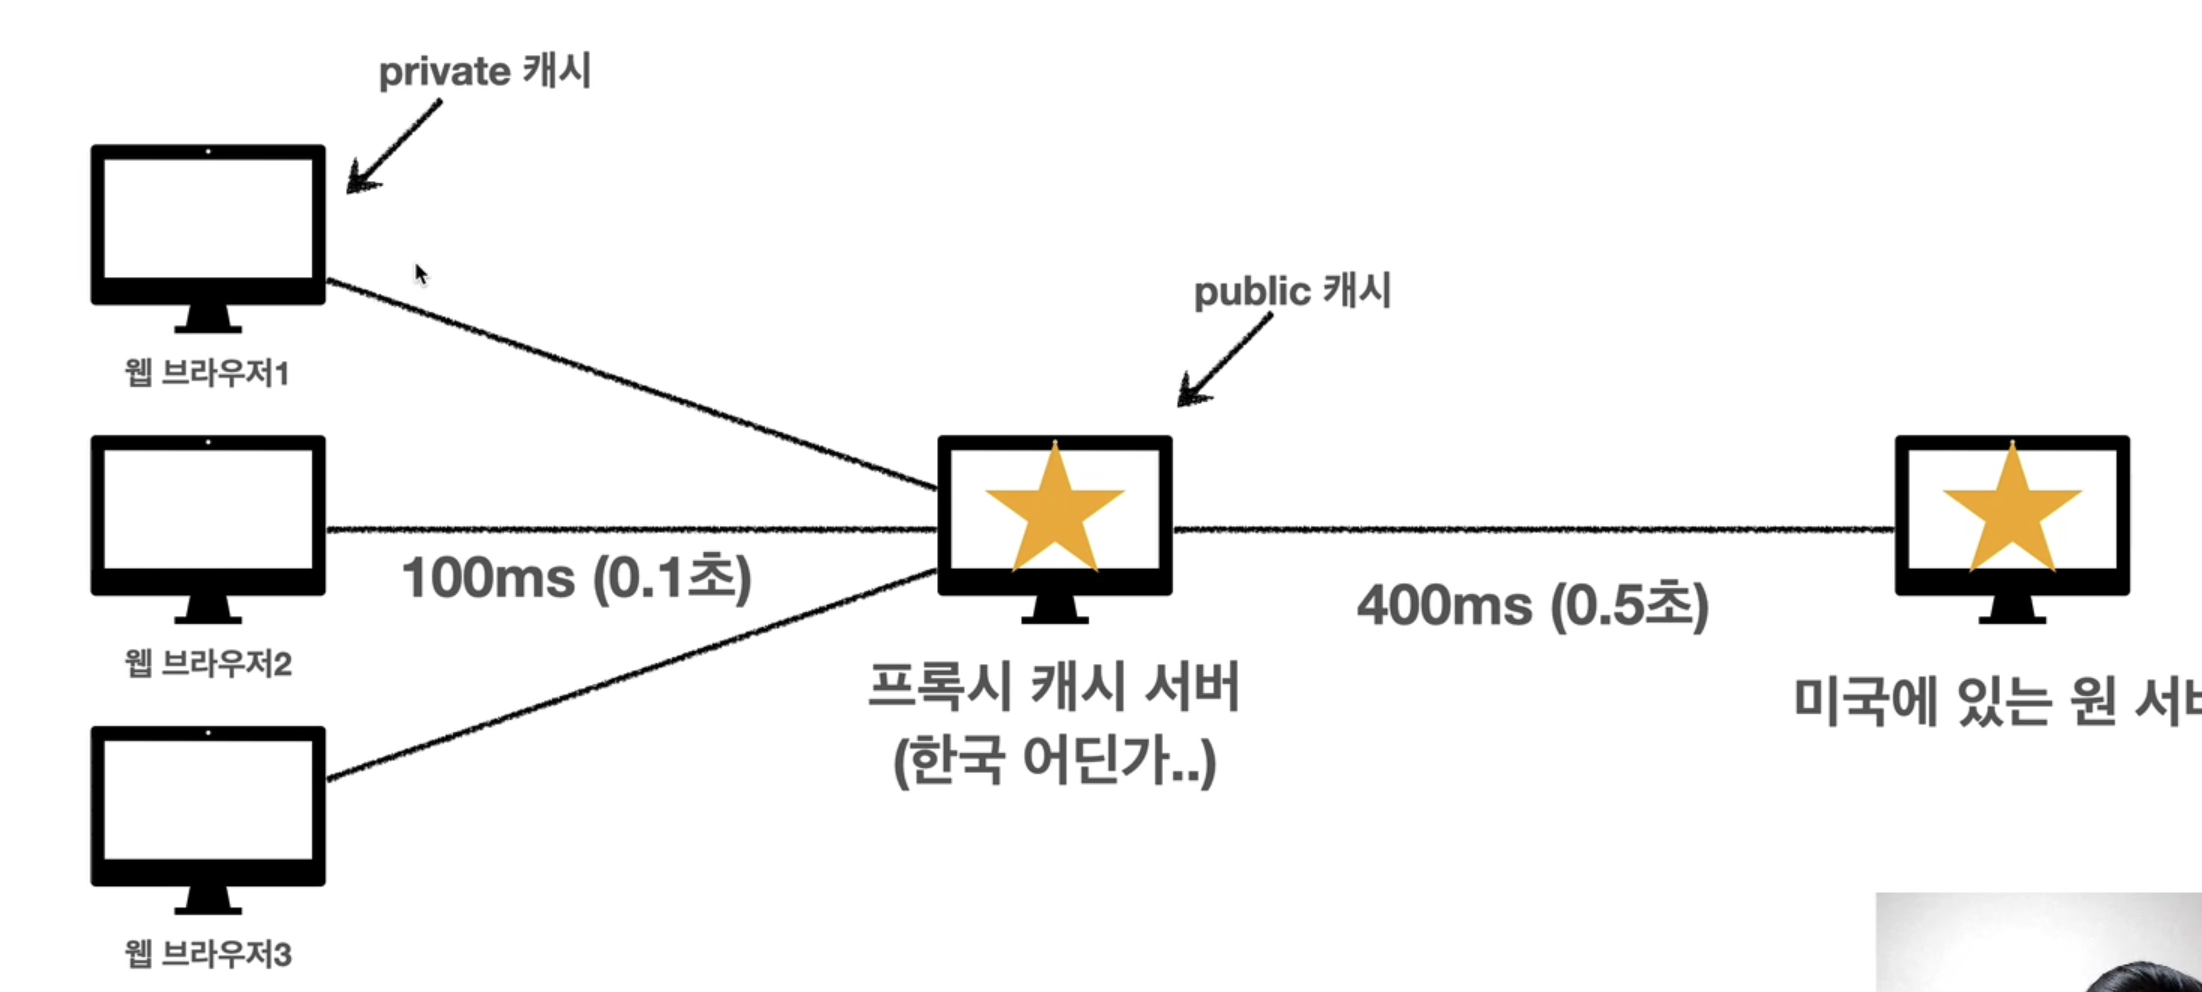 private 캐시
웹 브라우저1
public 캐시
웹 브라우저2
100ms (0.1초)
400ms (0.5초)
프록시 캐시 서버
(한국 어딘가..)
미국에 있는 원
웹 브라우저3